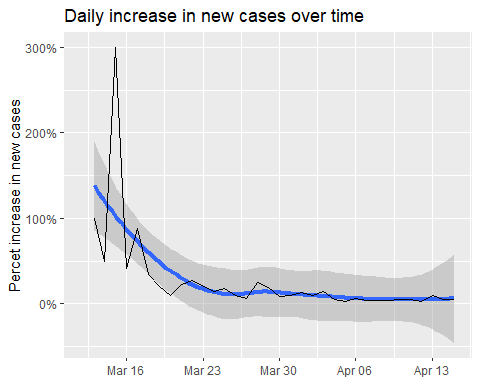 Daily increase in new cases over time
Percet increase in new cases
300%
200%
100%
0%
Mar 16 Mar 23 Mar 30 Apr 06 Apr 13